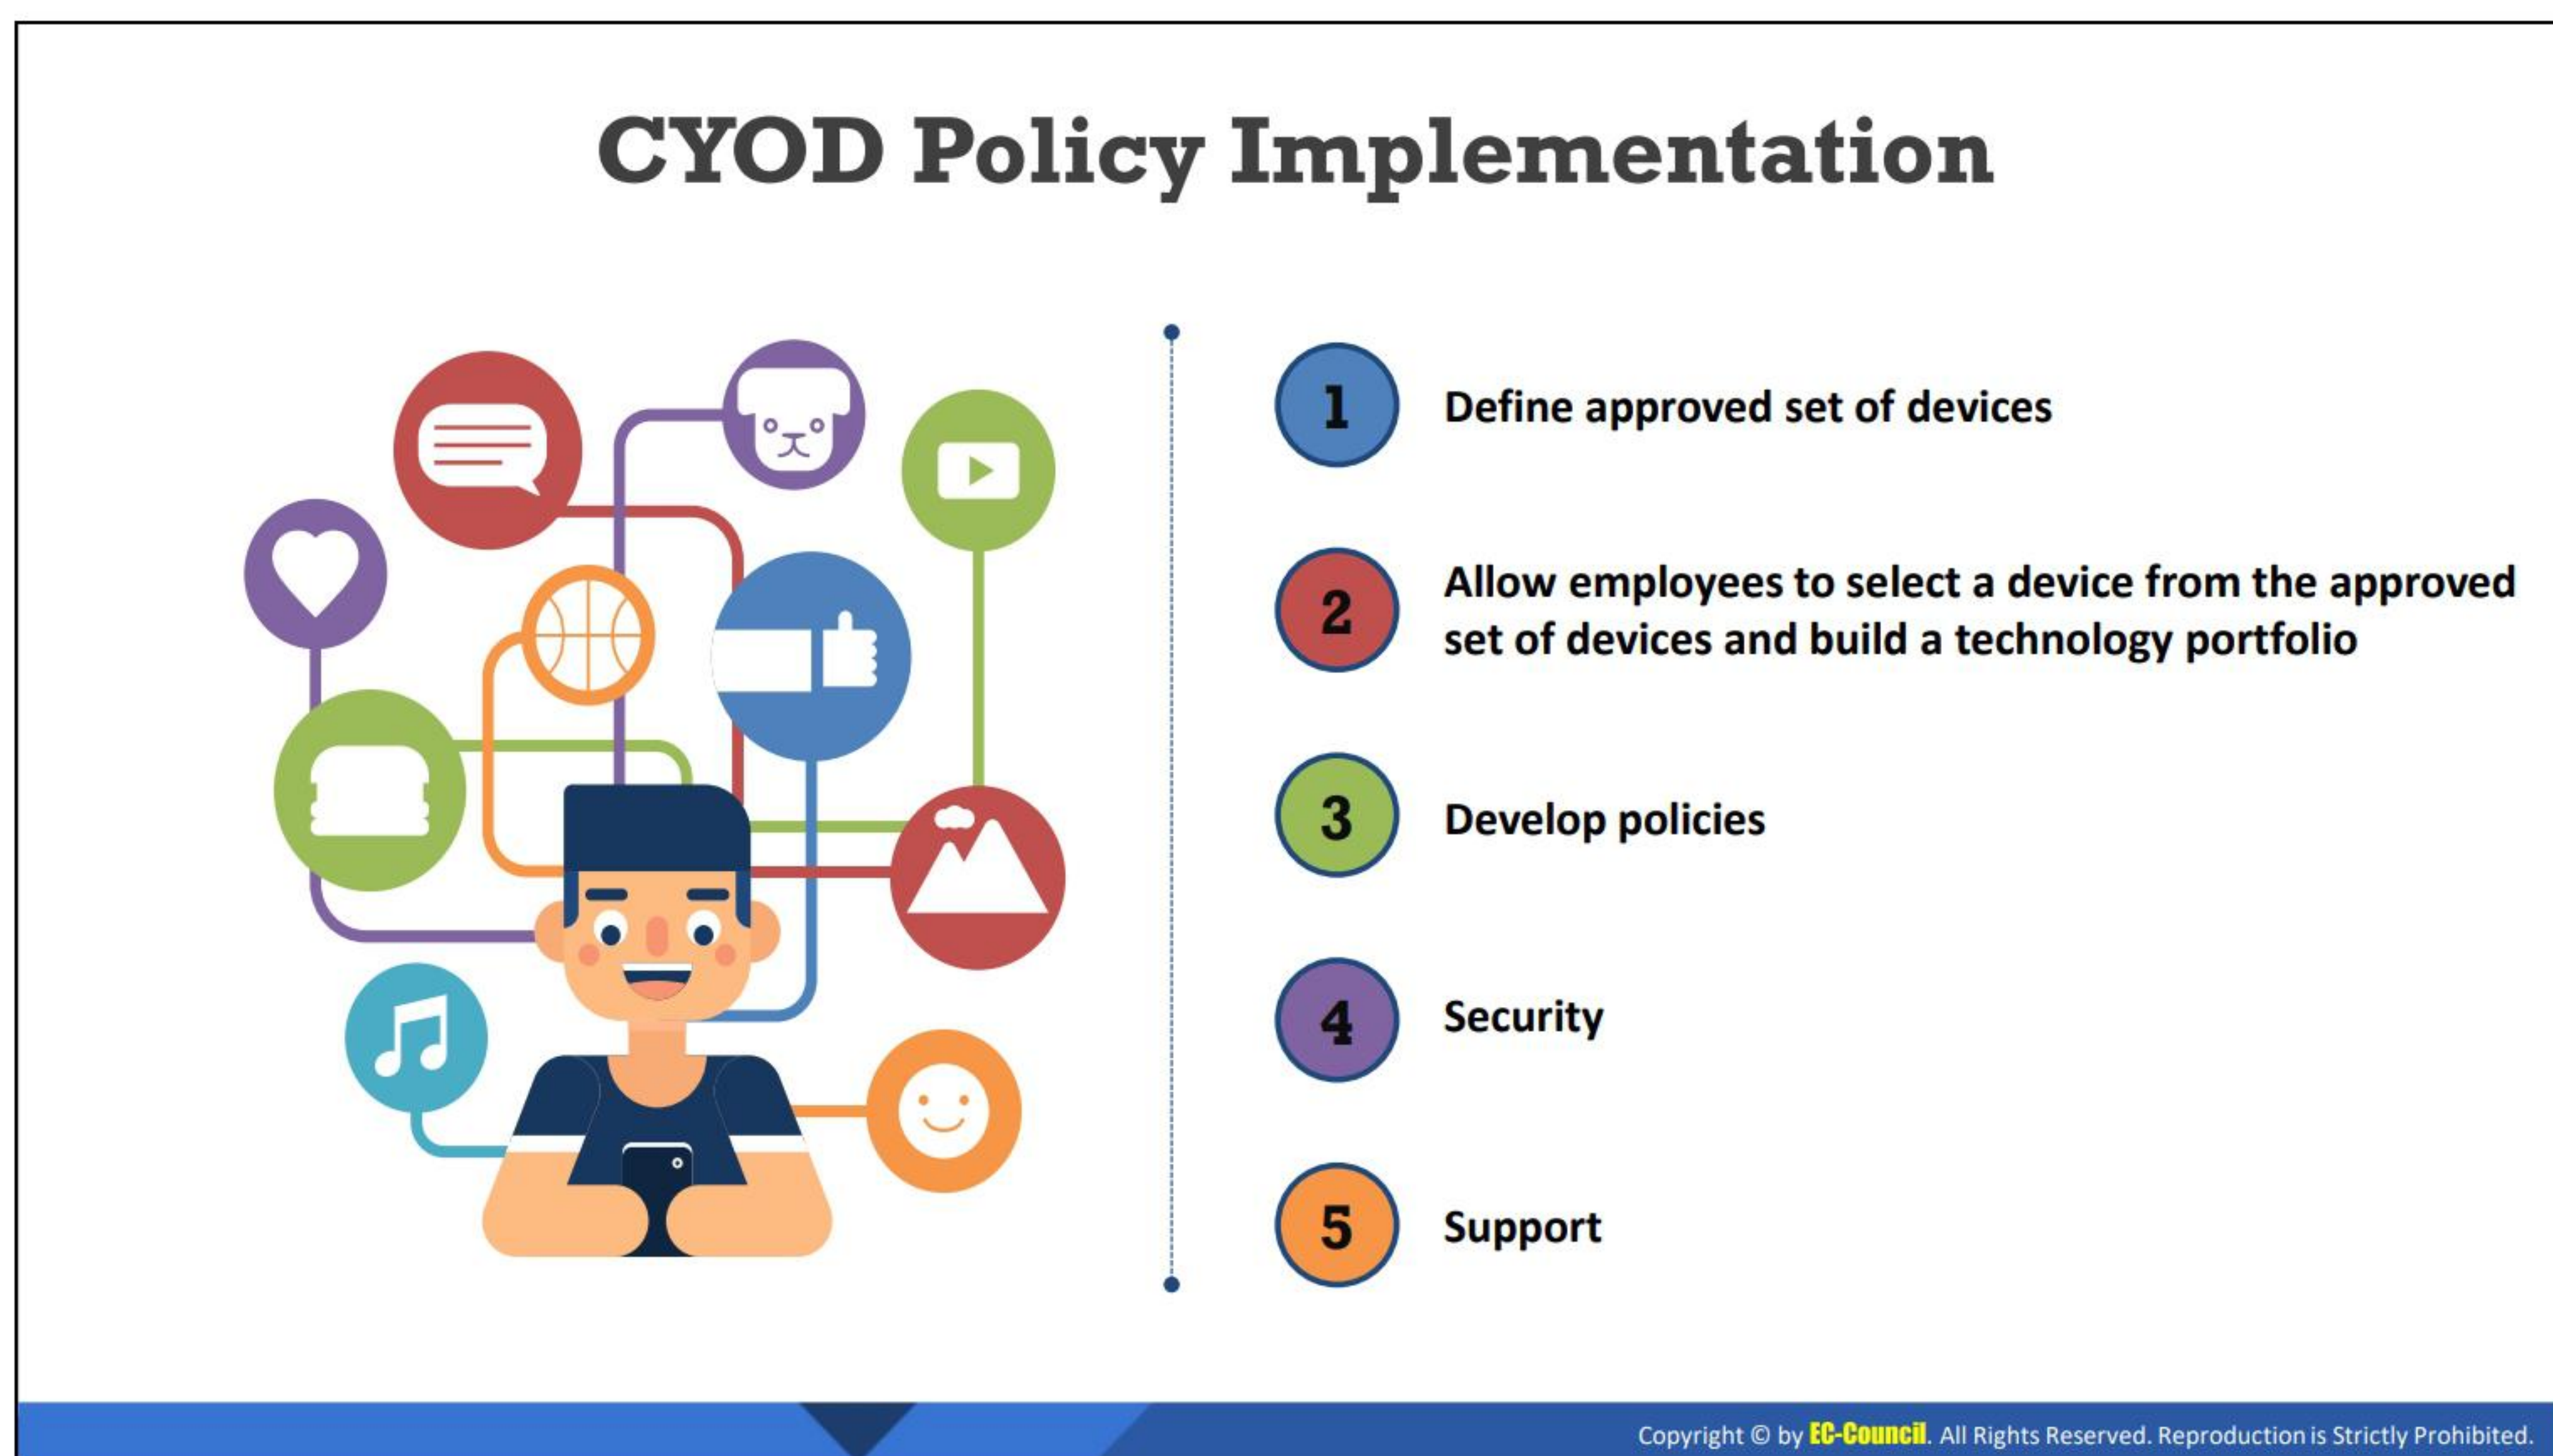 CYOD Policy Implementation
1
Define approved set of devices
2
Allow employees to select a device from the approved
set of devices and build a technology portfolio
3
Develop policies
4
Security
5
Support
Copyright © by EC-Council. All Rights Reserved. Reproduction is Strictly Prohibited.